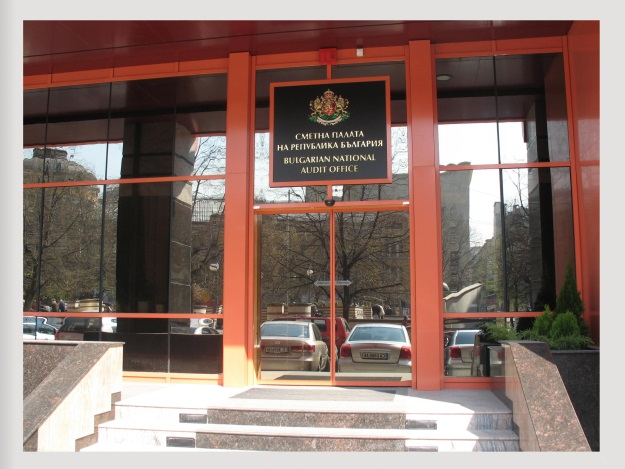 СМЕТНА ПАЛАТА
НА РЕПУБЛИКА БЪЛГАРИЯ
BULGARIAN NATIONAL
AUDIT OFFICE